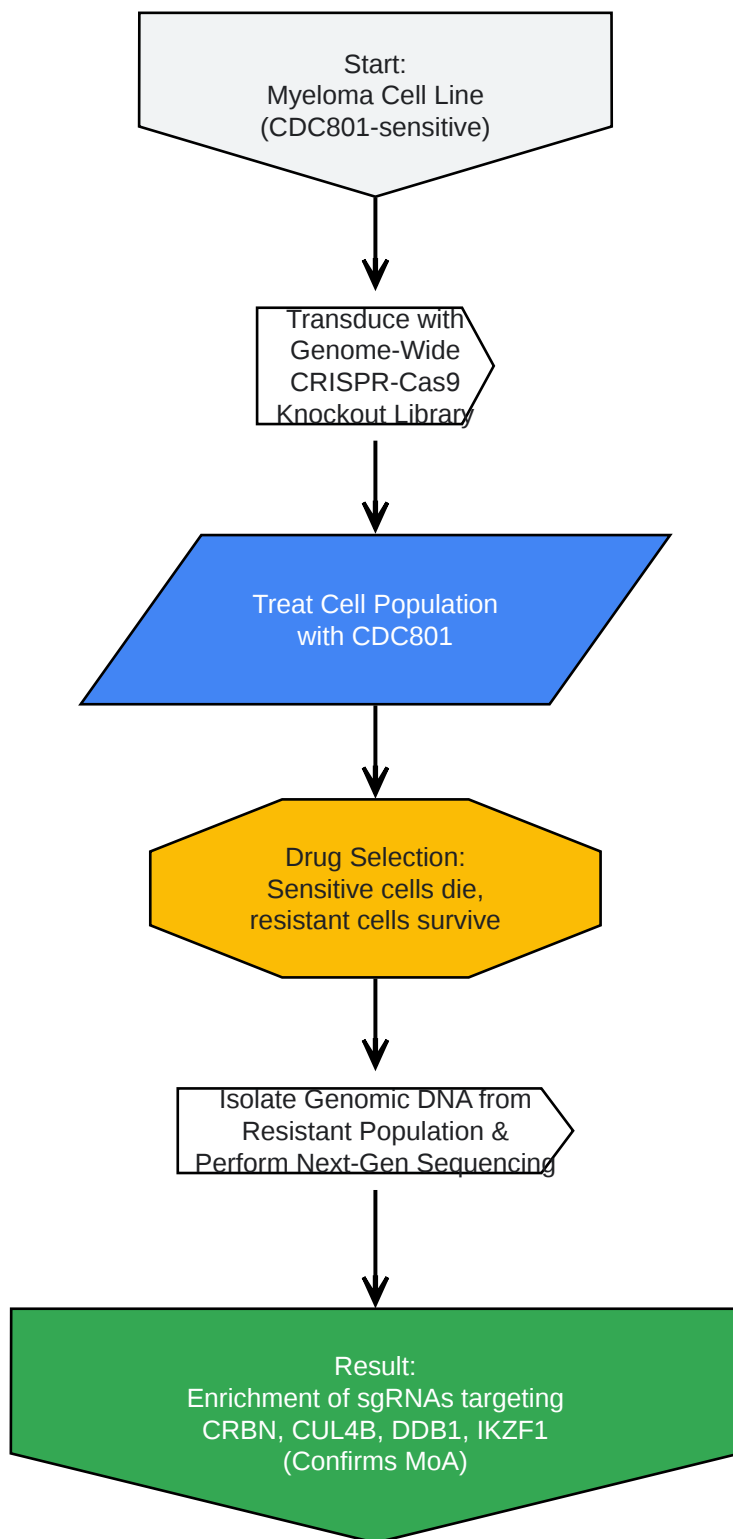 Start:
Myeloma Cell Line
(CDC801-sensitive)
Transduce with
Genome-Wide
CRISPR-Cas9
Knockout Library
Treat Cell Population
with CDC801
Drug Selection:
Sensitive cells die,
resistant cells survive
Isolate Genomic DNA from
Resistant Population &
Perform Next-Gen Sequencing
Result:
Enrichment of sgRNAs targeting
CRBN, CUL4B, DDB1, IKZF1
(Confirms MoA)